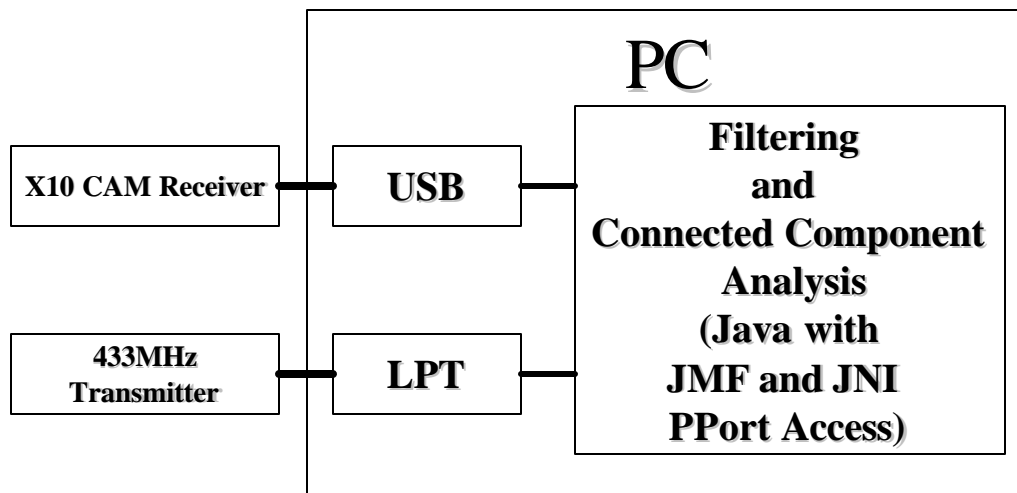 PC
X10 CAM Receiver
USB
433MHz
Transmitter
LPT
Filtering
and
Connected Component
Analysis
(Java with
JMF and JNI
PPort Access)